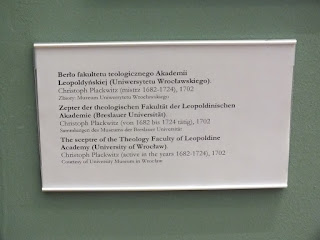 Berło fakultetu teologicznego Akademii
Leopoldyńskiej (Uniwersytetu Wrocławskiego)
Christoph Plackwitz (mistrz 1682-1724), 1702
Zbiory Muzeum Uniwersytetu Wrocławskiego
Zepter der theologischen Fakultät der Leopoldinischen
Akademie (Breslauer Universität)
Christoph Plackwitz (von 1682 bis 1724 tätig), 1702
Sammlungen des Museums der Breslauer Universität
The sceptre of the Theology Faculty of Leopoldine
Academy (University of Wrocław)
Christoph Plackwitz (active in the years 1682-1724), 1702
Courtesy of University Museum in Wrocław